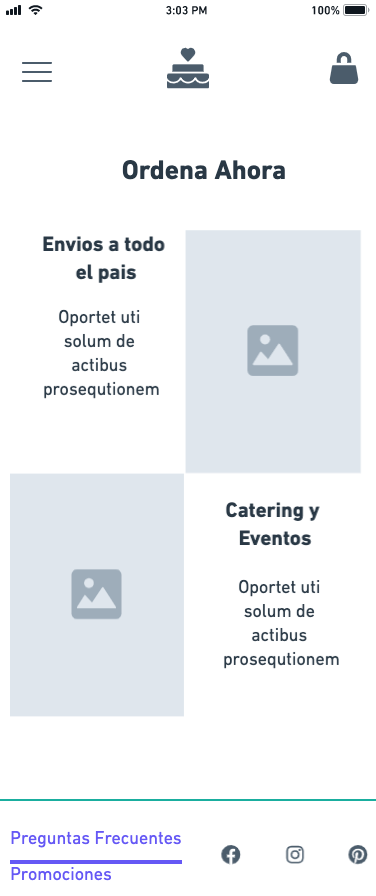 3:03 PM
100%
Ordena Ahora
Envios a todo
el pais
Oportet uti
solum de
actibus
prosequtionem
Catering y
Eventos
Oportet uti
solum de
actibus
prosequtionem
Preguntas Frecuentes
Promociones